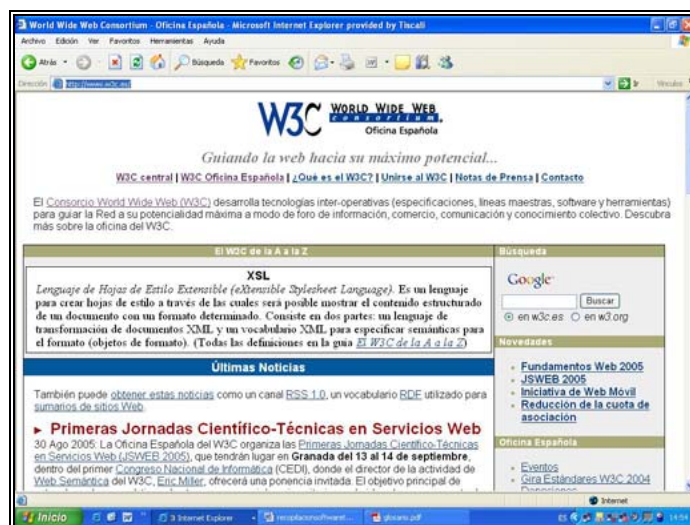 World Wide Web Consortium - Oficina Española - Microsoft Internet Explorer provided by Tiscali
Archivo Edición Ver Favoritos Herramientas Ayuda
Atrás Búsqueda Favoritos
Dirección http://www.w3c.es/ Ir Vínculos
W3C WORLD WIDE WEB
consortium
Oficina Española
Guiando la web hacia su máximo potencial...
W3C central | W3C Oficina Española | ¿Qué es el W3C? | Unirse al W3C | Notas de Prensa | Contacto
El Consorcio World Wide Web (W3C) desarrolla tecnologías inter-operativas (especificaciones, líneas maestras, software y herramientas)
para guiar la Red a su potencialidad máxima a modo de foro de información, comercio, comunicación y conocimiento colectivo. Descubra
más sobre la oficina del W3C.
El W3C de la A a la Z
XSL
Lenguaje de Hojas de Estilo Extensible (eXtensible Stylesheet Language). Es un lenguaje
para crear hojas de estilo a través de las cuales será posible mostrar el contenido estructurado
de un documento con un formato determinado. Consiste en dos partes: un lenguaje de
transformación de documentos XML y un vocabulario XML para especificar semánticas para
el formato (objetos de formato). (Todas las definiciones en la guía El W3C de la A a la Z)
Últimas Noticias
También puede obtener estas noticias como un canal RSS 1.0, un vocabulario RDF utilizado para
sumarios de sitios Web.
► Primeras Jornadas Científico-Técnicas en Servicios Web
30 Ago 2005: La Oficina Española del W3C organiza las Primeras Jornadas Científico-Técnicas
en Servicios Web (JSWEB 2005), que tendrán lugar en Granada del 13 al 14 de septiembre,
dentro del primer Congreso Nacional de Informática (CEDI), donde el director de la actividad de
Web Semántica del W3C, Eric Miller, ofrecerá una ponencia invitada. El objetivo principal de
Búsqueda
Google
Buscar
en w3c.es en w3.org
Novedades
Fundamentos Web 2005
JSWEB 2005
Iniciativa de Web Móvil
Reducción de la cuota de
asociación
Oficina Española
Eventos
Gira Estándares W3C 2004
Internet
Inicio 3 Internet Explorer recopilacionsoftwaret... glosario.pdf ES 14:54